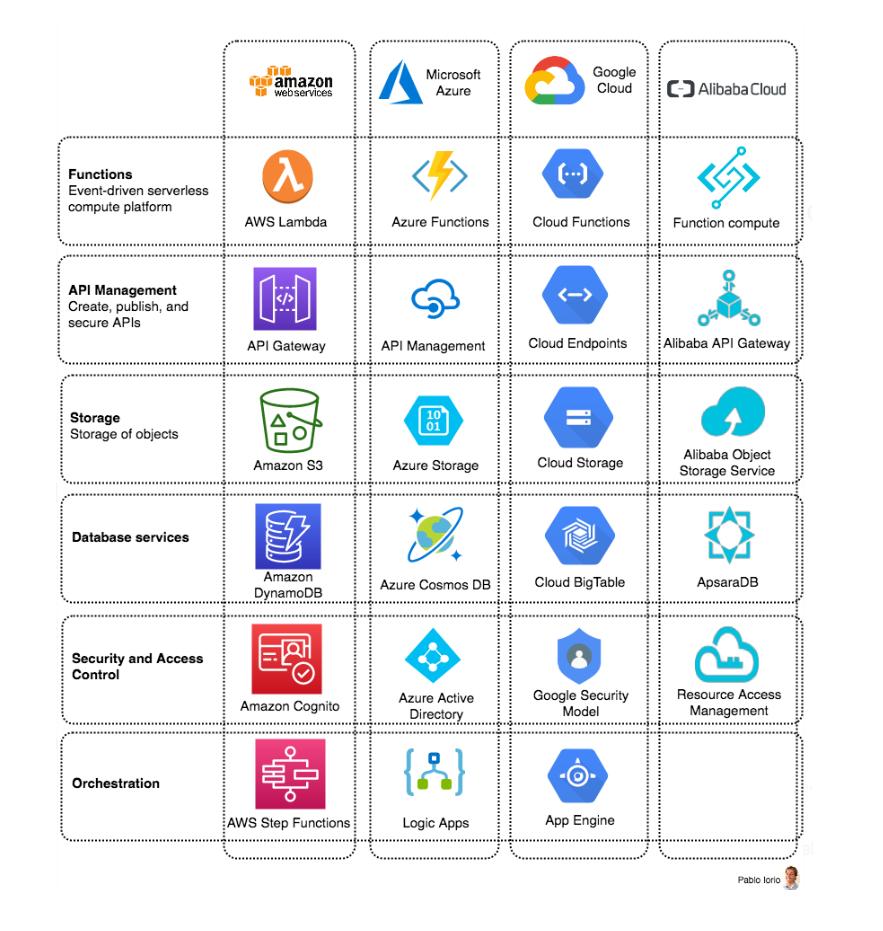 amazon
webservices
Microsoft
Azure
Google
Cloud
Alibaba Cloud
Functions
Event-driven serverless
compute platform
AWS Lambda
Azure Functions
Cloud Functions
Function compute
API Management
Create, publish, and
secure APIs
API Gateway
API Management
Cloud Endpoints
Alibaba API Gateway
Storage
Storage of objects
Amazon S3
10
01
Azure Storage
Cloud Storage
Alibaba Object
Storage Service
Database services
Amazon
DynamoDB
Azure Cosmos DB
Cloud BigTable
ApsaraDB
Security and Access
Control
Amazon Cognito
Azure Active
Directory
Google Security
Model
Resource Access
Management
Orchestration
AWS Step Functions
Logic Apps
App Engine
Pablo Iorio